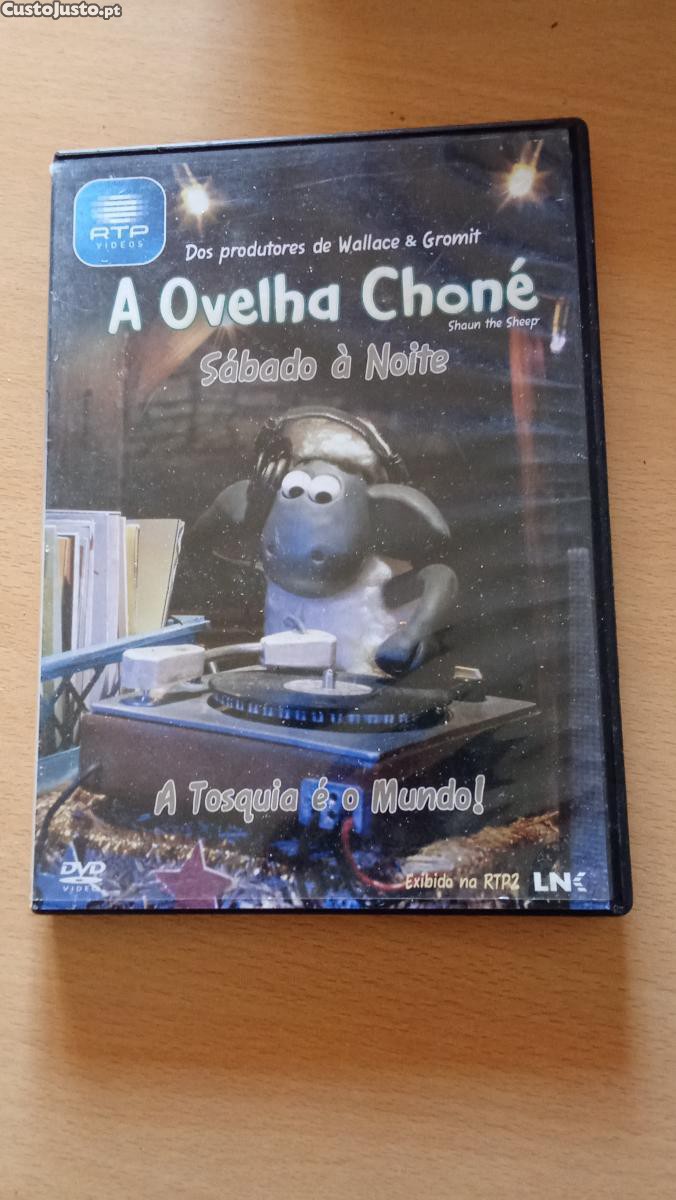 CustoJusto.pt
RTP
VIDEOS
Dos produtores de Wallace & Gromit
A Ovelha Choné
Shaun the Sheep
Sábado à Noite
A Tosquia é o Mundo!
DVD
VIDEO
Exibido na RTP2 LNK